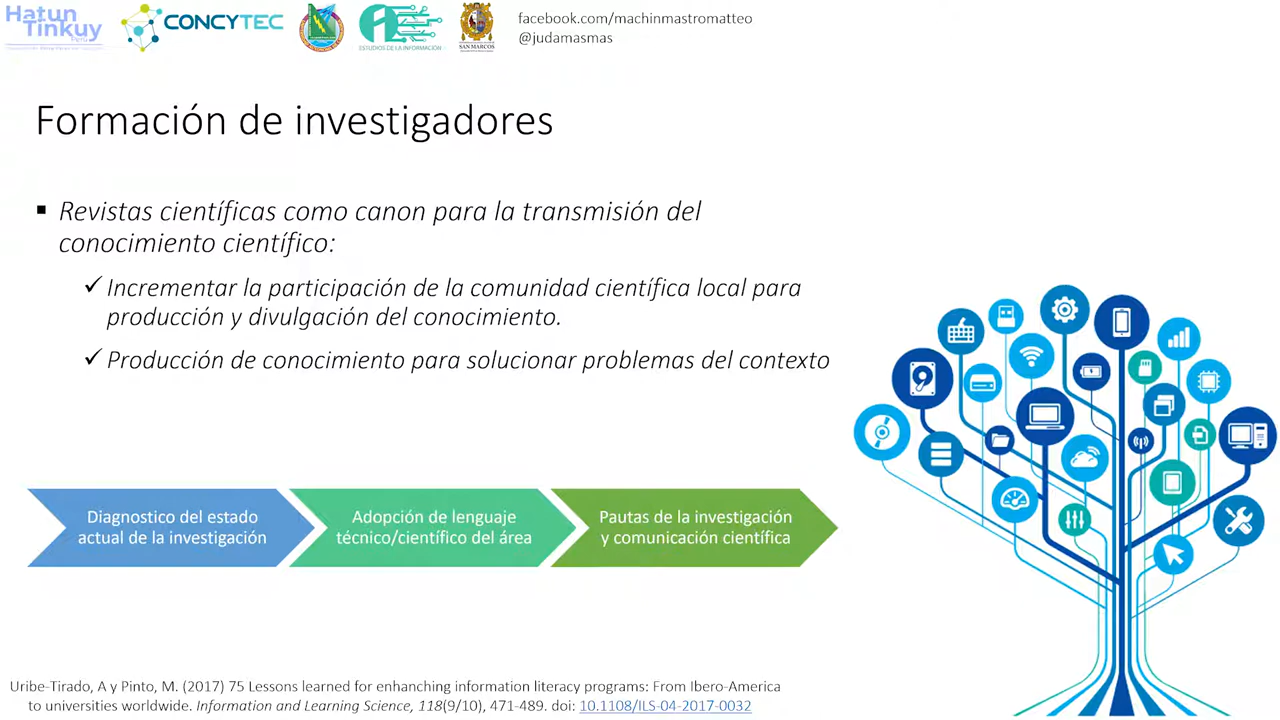 Hatun
Tinkuy
CONCYTEC
ESTUDIOS DE LA INFORMACIÓN
SAN MARCOS
facebook.com/machinmastromatteo
@judamasmas
Formación de investigadores
▪ Revistas científicas como canon para la transmisión del
conocimiento científico:
✓ Incrementar la participación de la comunidad científica local para
producción y divulgación del conocimiento.
✓ Producción de conocimiento para solucionar problemas del contexto
Diagnostico del estado
actual de la investigación
Adopción de lenguaje
técnico/científico del área
Pautas de la investigación
y comunicación científica
Uribe-Tirado, A y Pinto, M. (2017) 75 Lessons learned for enhanching information literacy programs: From Ibero-America
to universities worldwide. Information and Learning Science, 118(9/10), 471-489. doi: 10.1108/ILS-04-2017-0032